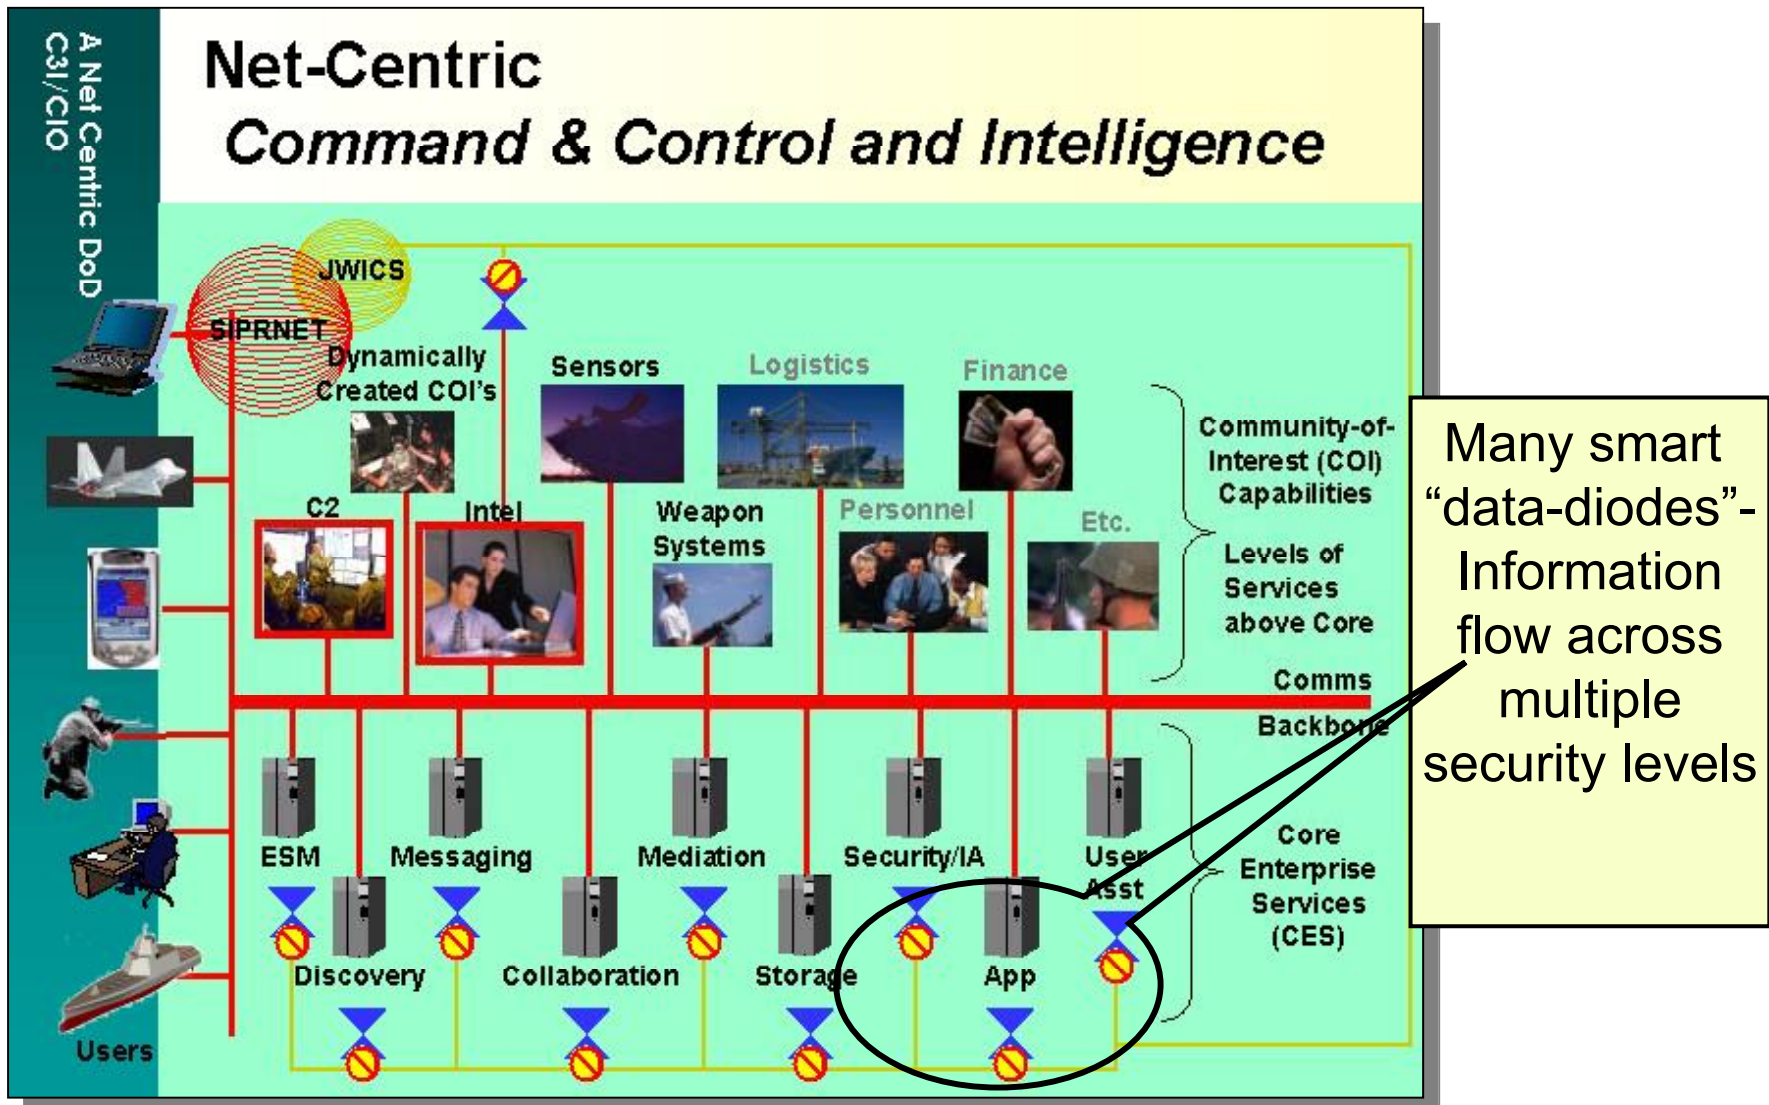 A Net Centric DoD
C3I/CIO
Net-Centric
Command & Control and Intelligence
JWICS
SIPRNET
Dynamically
Created COI's
Sensors
Logistics
Finance
C2
Intel
Weapon
Systems
Personnel
Etc.
Community-of-
Interest (COI)
Capabilities
Levels of
Services
above Core
Comms
Backbone
ESM
Messaging
Mediation
Security/IA
User
Asst
Discovery
Collaboration
Storage
App
Core
Enterprise
Services
(CES)
Users
Many smart
“data-diodes”-
Information
flow across
multiple
security levels